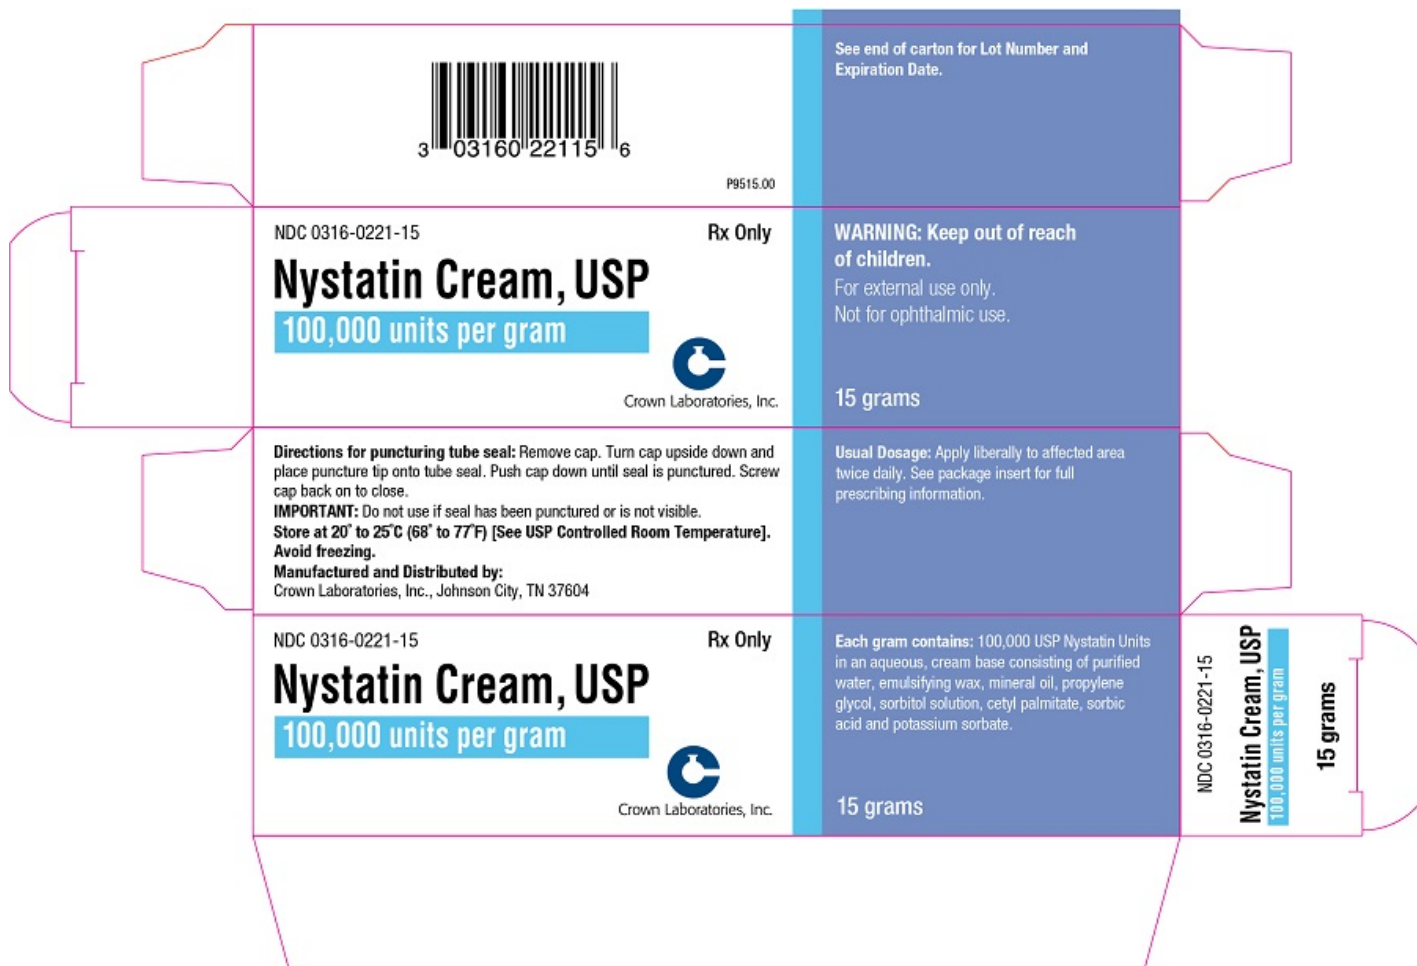 See end of carton for Lot Number and
Expiration Date.
3 03160 22115 6
P9515.00
NDC 0316-0221-15
Rx Only
Nystatin Cream, USP
100,000 units per gram
Crown Laboratories, Inc.
WARNING: Keep out of reach
of children.
For external use only.
Not for ophthalmic use.
15 grams
Directions for puncturing tube seal: Remove cap. Turn cap upside down and
place puncture tip onto tube seal. Push cap down until seal is punctured. Screw
cap back on to close.
IMPORTANT: Do not use if seal has been punctured or is not visible.
Store at 20° to 25°C (68° to 77°F) [See USP Controlled Room Temperature].
Avoid freezing.
Manufactured and Distributed by:
Crown Laboratories, Inc., Johnson City, TN 37604
Usual Dosage: Apply liberally to affected area
twice daily. See package insert for full
prescribing information.
NDC 0316-0221-15
Rx Only
Nystatin Cream, USP
100,000 units per gram
Crown Laboratories, Inc.
Each gram contains: 100,000 USP Nystatin Units
in an aqueous, cream base consisting of purified
water, emulsifying wax, mineral oil, propylene
glycol, sorbitol solution, cetyl palmitate, sorbic
acid and potassium sorbate.
15 grams
NDC 0316-0221-15
Nystatin Cream, USP
100,000 units per gram
15 grams